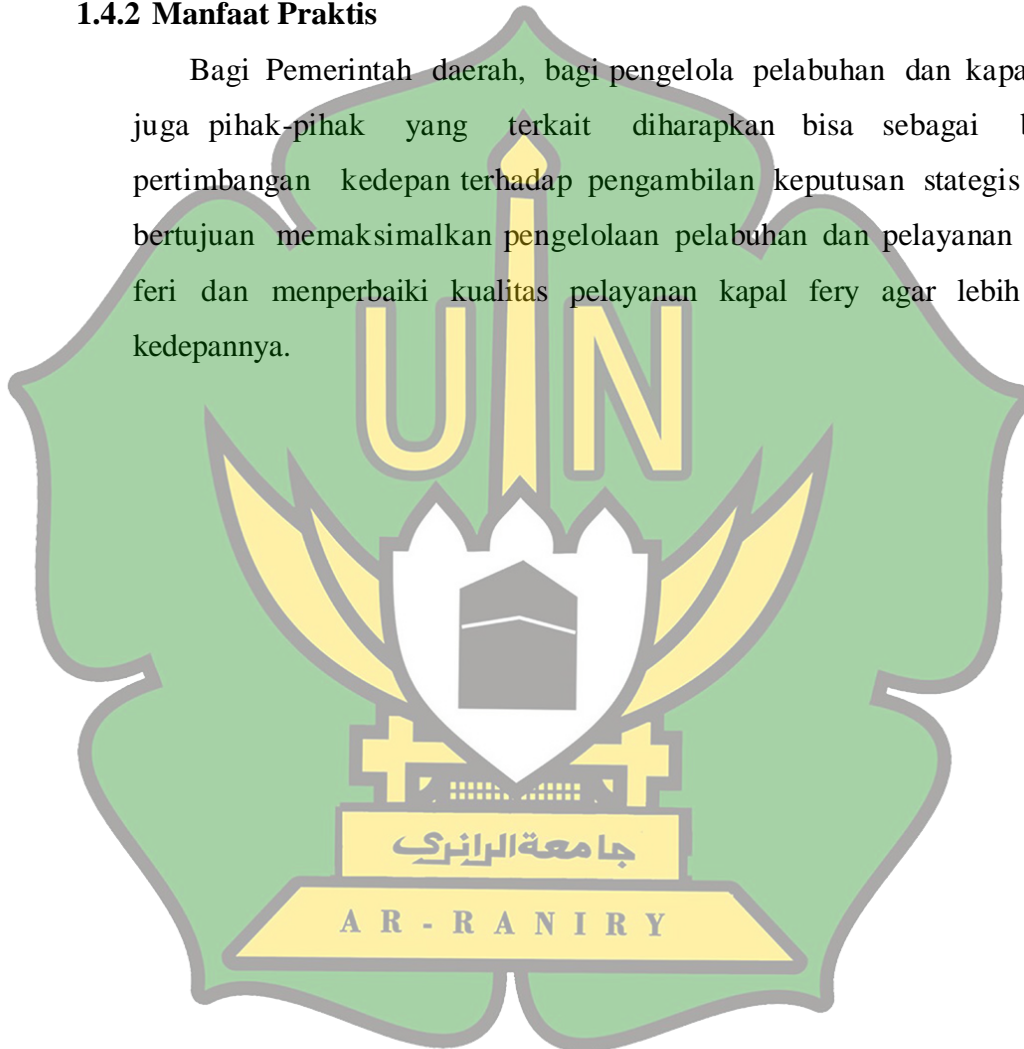 1.4.2 Manfaat Praktis
Bagi Pemerintah daerah, bagi pengelola pelabuhan dan kapa
juga pihak-pihak yang terkait diharapkan bisa sebagai b
pertimbangan kedepan terhadap pengambilan keputusan stategis
bertujuan memaksimalkan pengelolaan pelabuhan dan pelayanan
feri dan menperbaiki kualitas pelayanan kapal fery agar lebih
kedepannya.
UIN
جامعة الرانري
AR-RANIRY